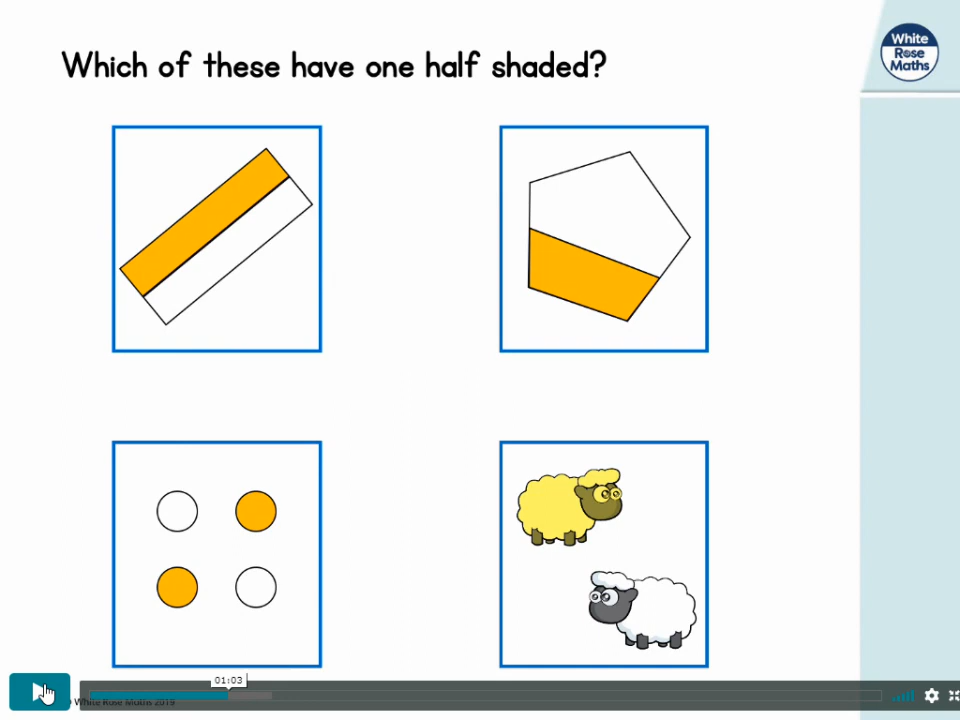 Which of these have one half shaded?
White
Rose
Maths
01:03
White Rose Maths 2019